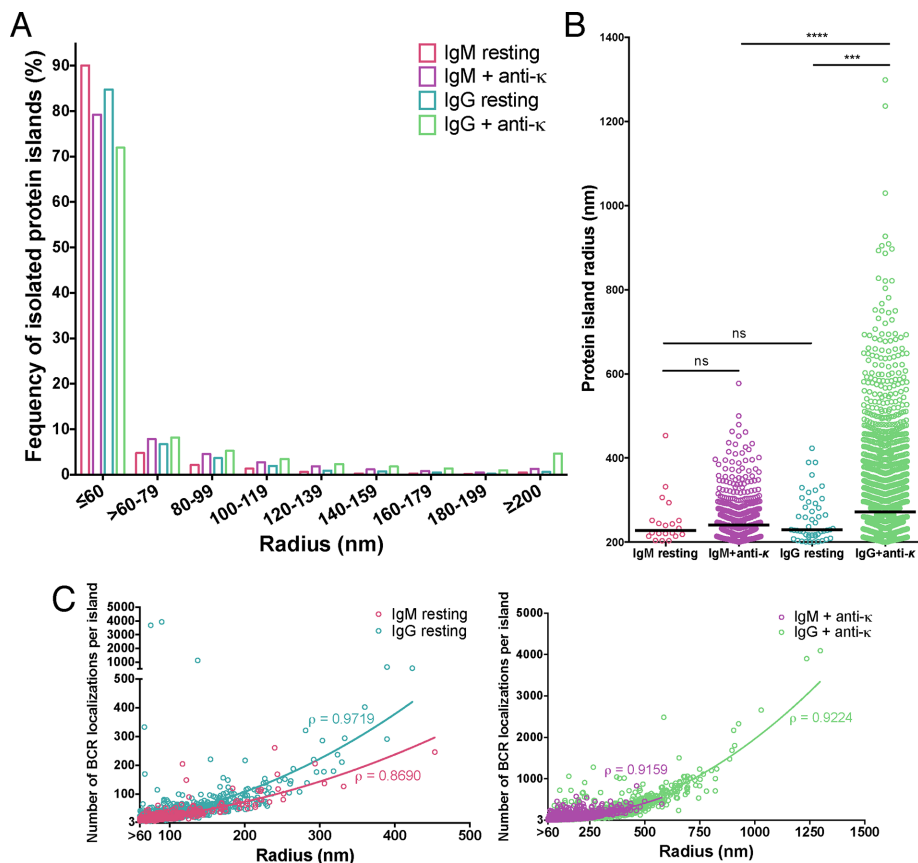 A
Fequency of isolated protein islands (%)
90
80
70
60
50
40
30
20
10
0
IgM resting
IgM + anti-κ
IgG resting
IgG + anti-κ
≤60
>60-79
80-99
100-119
120-139
140-159
160-179
180-199
≥200
Radius (nm)
B
Protein island radius (nm)
1400
1200
1000
800
600
400
200
****
***
ns
ns
IgM resting
IgM+anti-κ
IgG resting
IgG+anti-κ
C
Number of BCR localizations per island
5000
4000
3000
2000
1000
500
400
300
200
100
3
IgM resting
IgG resting
ρ = 0.9719
ρ = 0.8690
>60
100
200
300
400
500
Radius (nm)
Number of BCR localizations per island
5000
4000
3000
2000
1000
3
IgM + anti-κ
IgG + anti-κ
ρ = 0.9159
ρ = 0.9224
>60
250
500
750
1000
1250
1500
Radius (nm)